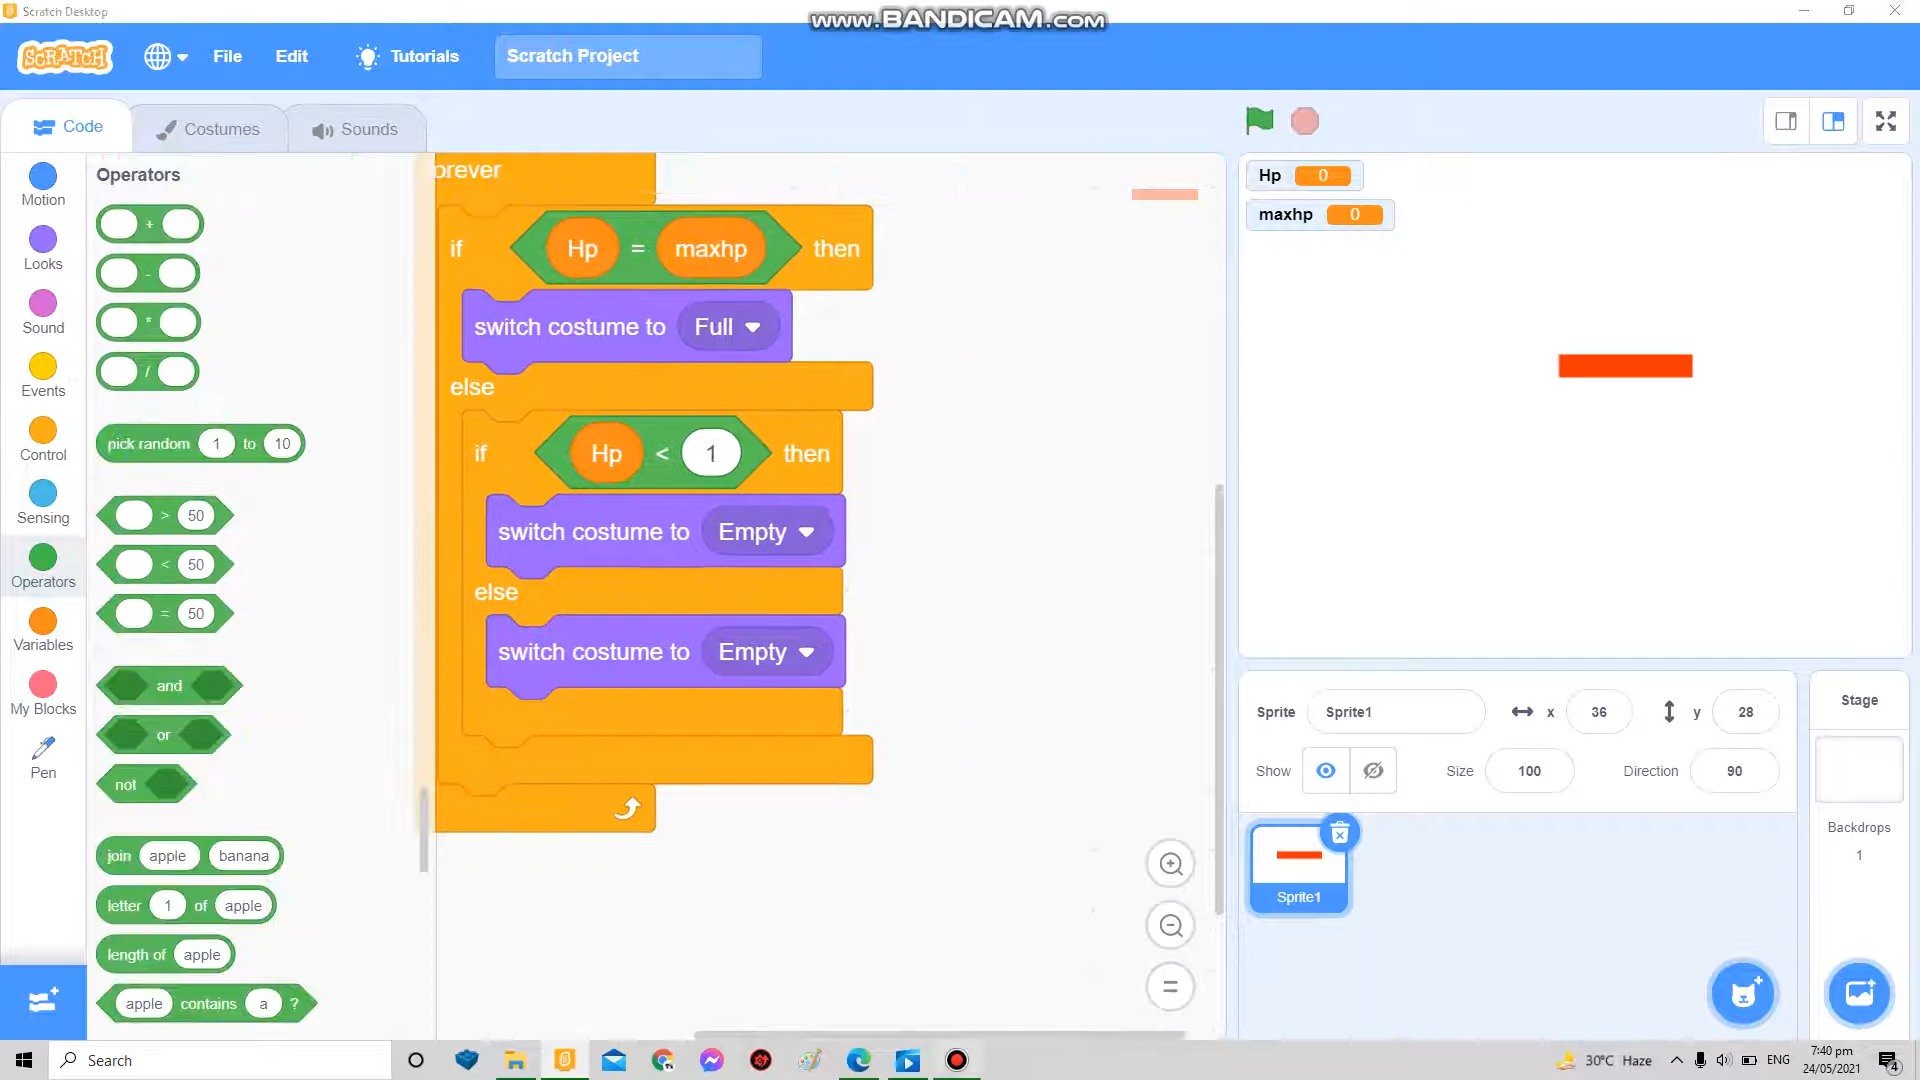 Scratch Desktop
www.BANDICAM.com
SCRATCH
File
Edit
Tutorials
Scratch Project
Code
Costumes
Sounds
Motion
Looks
Sound
Events
Control
Sensing
Operators
Variables
My Blocks
Pen
Operators
+
-
*
/
pick random 1 to 10
> 50
< 50
= 50
and
or
not
join apple banana
letter 1 of apple
length of apple
apple contains a ?
orever
if Hp = maxhp then
switch costume to Full
else
if Hp < 1 then
switch costume to Empty
else
switch costume to Empty
Hp 0
maxhp 0
Sprite Sprite1 x 36 y 28
Show Size 100 Direction 90
Sprite1
Stage
Backdrops
1
Search
30°C Haze
ENG
7:40 pm
24/05/2021
4